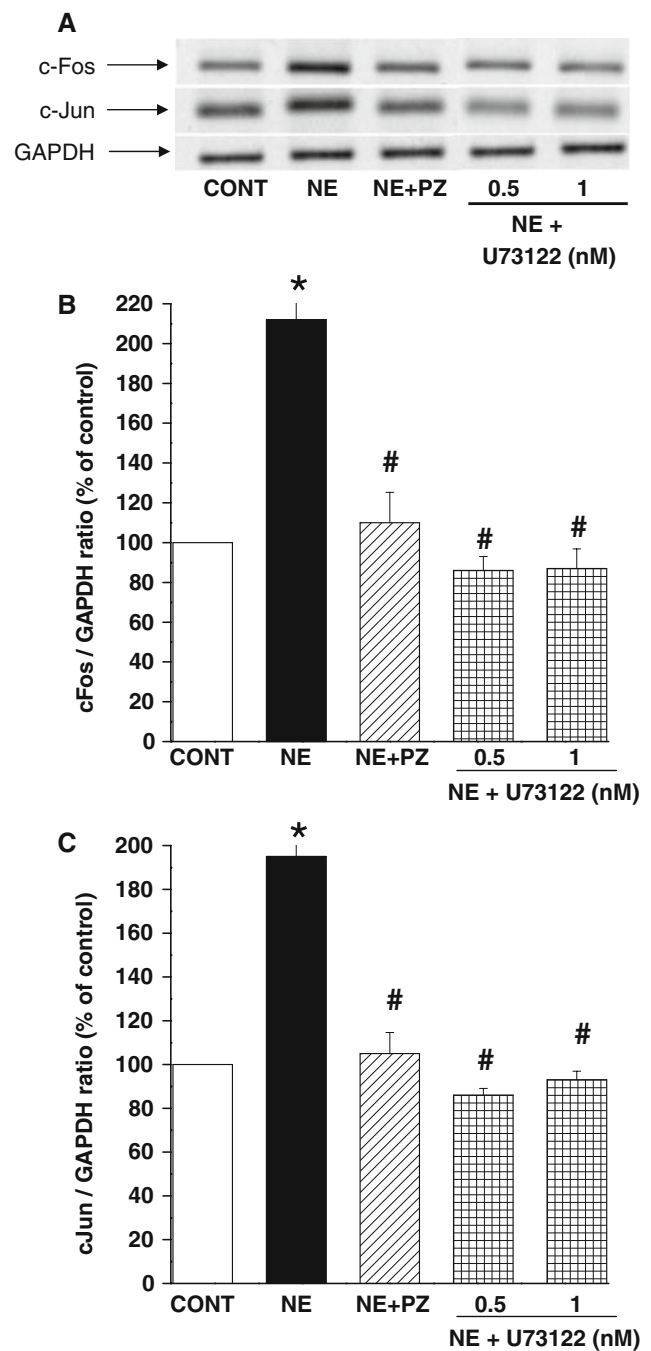 A
c-Fos
c-Jun
GAPDH
CONT NE NE+PZ 0.5 1
NE +
U73122 (nM)
B
cFos / GAPDH ratio (% of control)
220
200
180
160
140
120
100
80
60
40
20
0
*
#
#
#
CONT NE NE+PZ 0.5 1
NE + U73122 (nM)
C
cJun / GAPDH ratio (% of control)
200
180
160
140
120
100
80
60
40
20
0
*
#
#
#
CONT NE NE+PZ 0.5 1
NE + U73122 (nM)